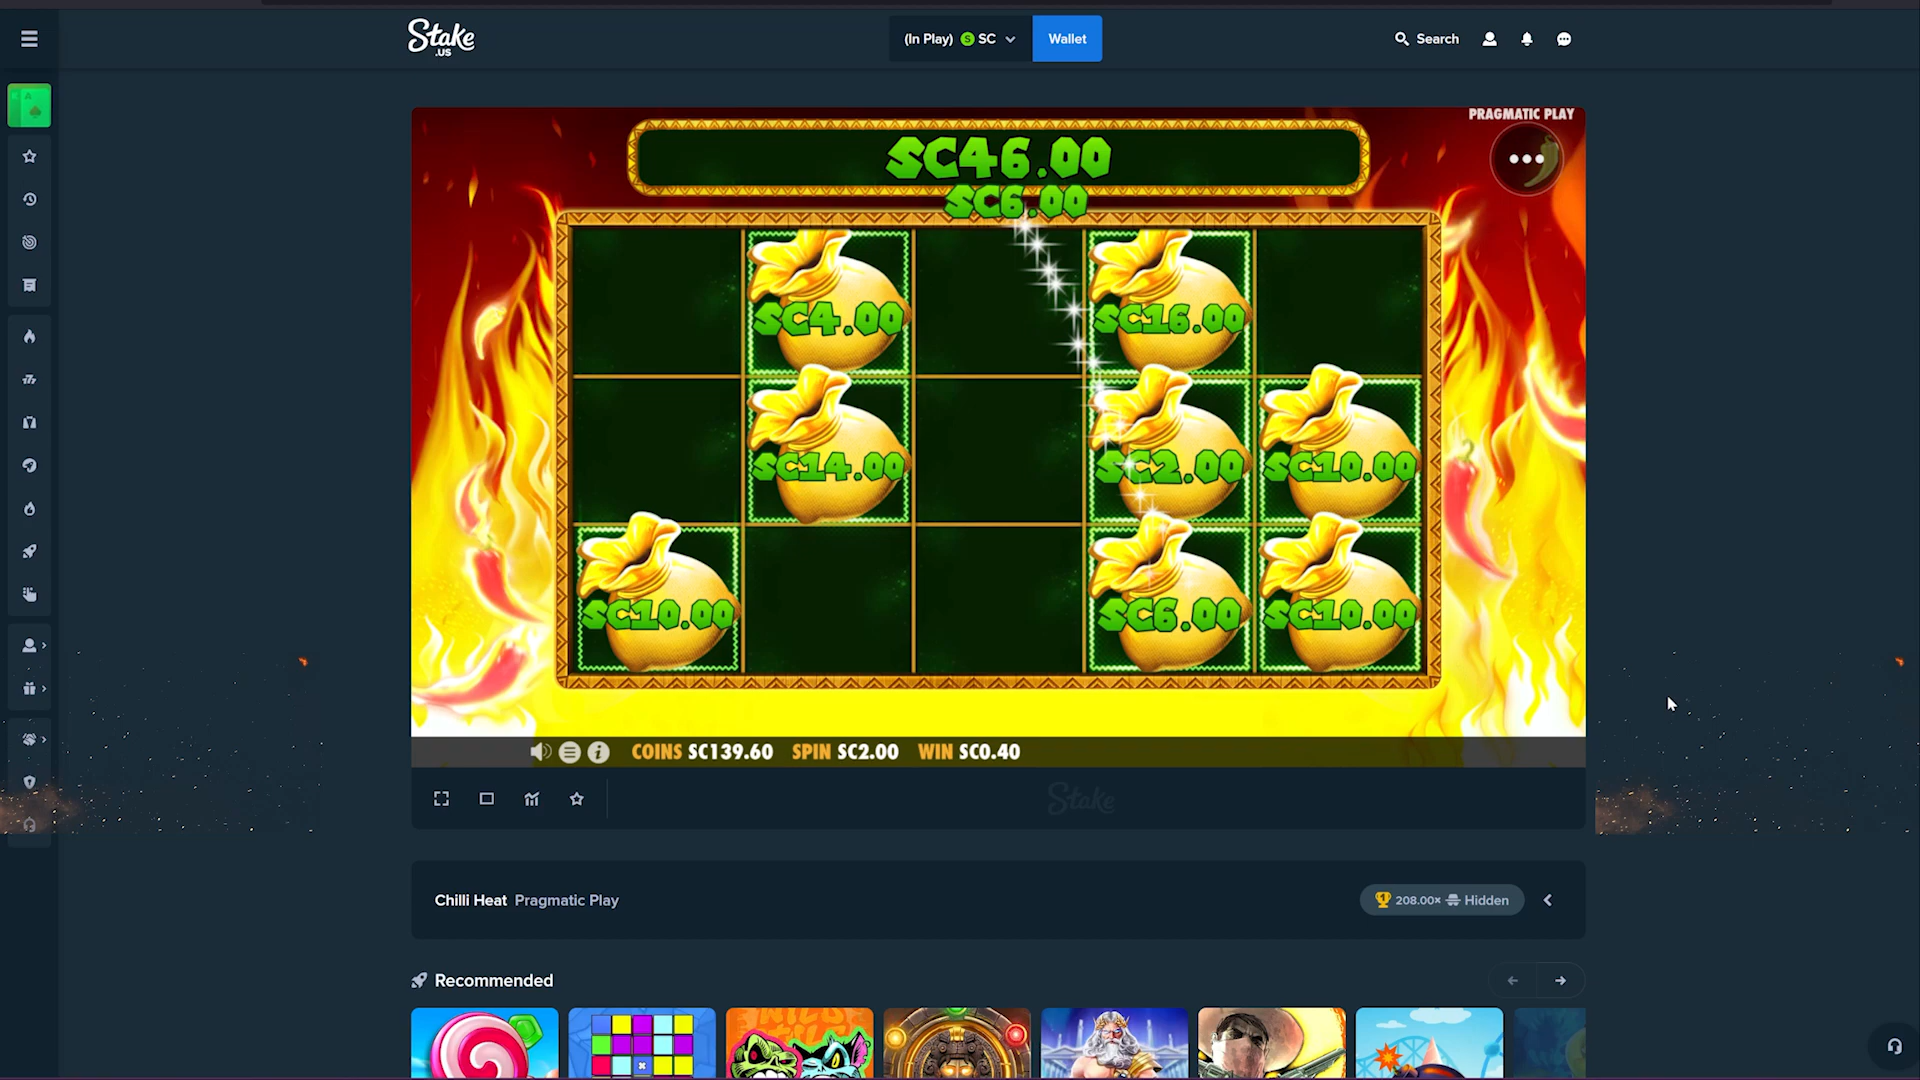 Stake
.US
(In Play) S SC
Wallet
Search
A
PRAGMATIC PLAY
SC46.00
SC6.00
SC4.00
SC16.00
SC14.00
SC2.00
SC10.00
SC10.00
SC6.00
SC10.00
COINS SC139.60 SPIN SC2.00 WIN SC0.40
Stake
Chilli Heat Pragmatic Play
1 208.00× Hidden
Recommended